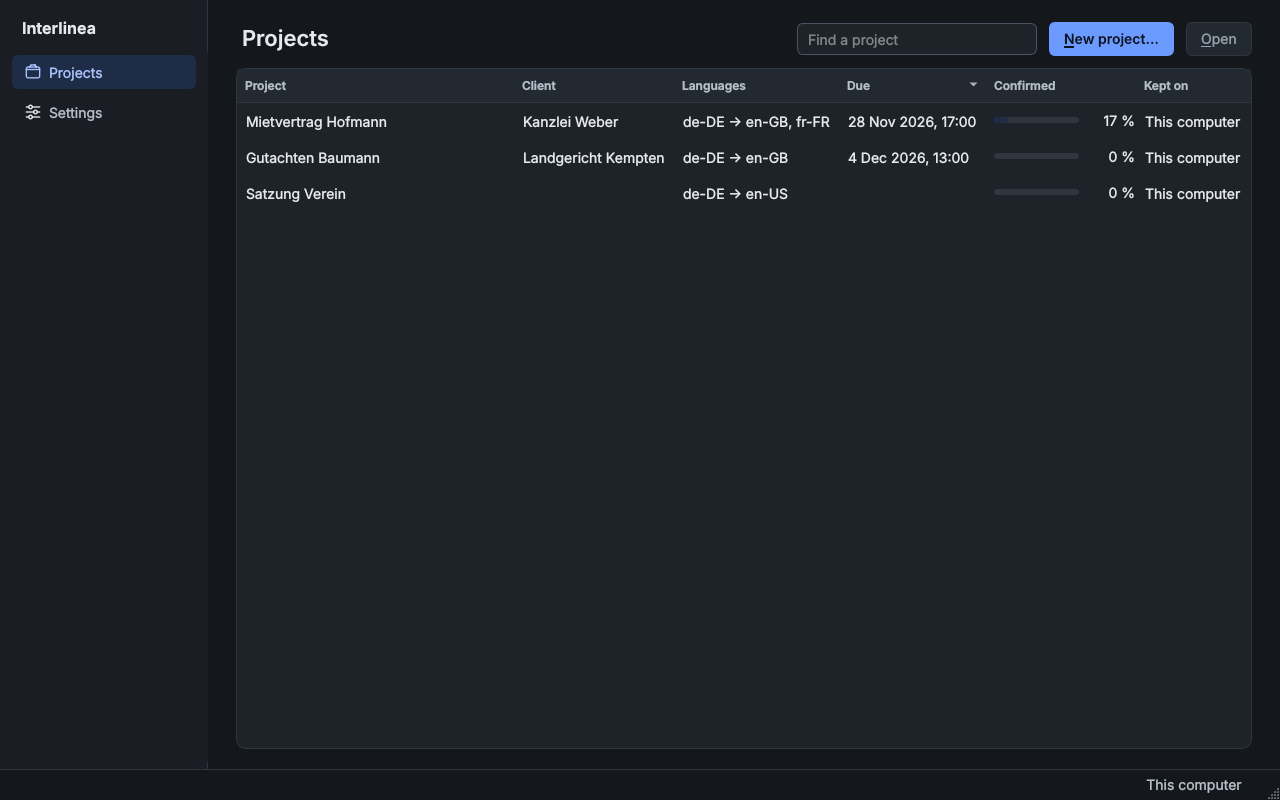 Interlinea
Projects
Settings
Projects
Find a project
New project...
Open
Project Client Languages Due Confirmed Kept on
Mietvertrag Hofmann Kanzlei Weber de-DE → en-GB, fr-FR 28 Nov 2026, 17:00 17 % This computer
Gutachten Baumann Landgericht Kempten de-DE → en-GB 4 Dec 2026, 13:00 0 % This computer
Satzung Verein de-DE → en-US 0 % This computer
This computer